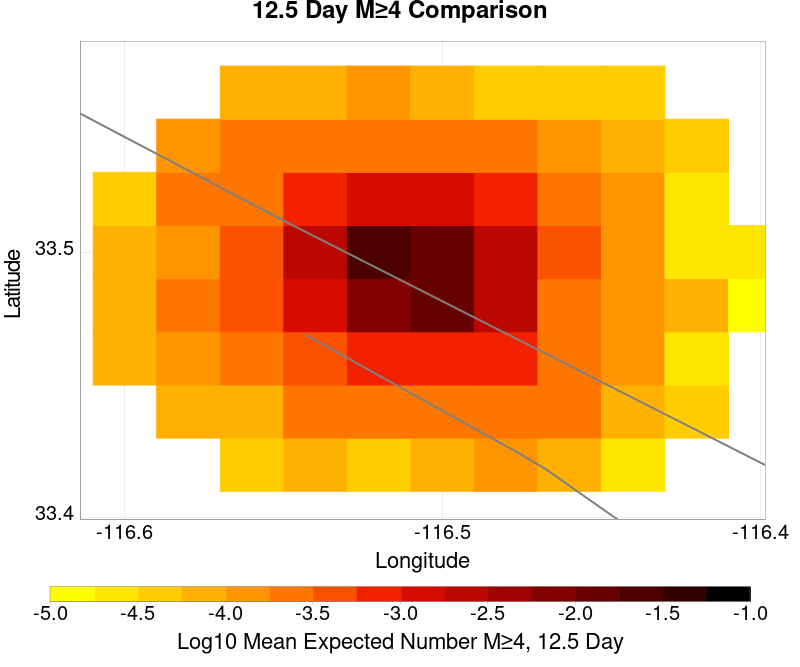 12.5 Day M≥4 Comparison
Latitude
33.5
33.4
-116.6 -116.5 -116.4
Longitude
-5.0 -4.5 -4.0 -3.5 -3.0 -2.5 -2.0 -1.5 -1.0
Log10 Mean Expected Number M≥4, 12.5 Day